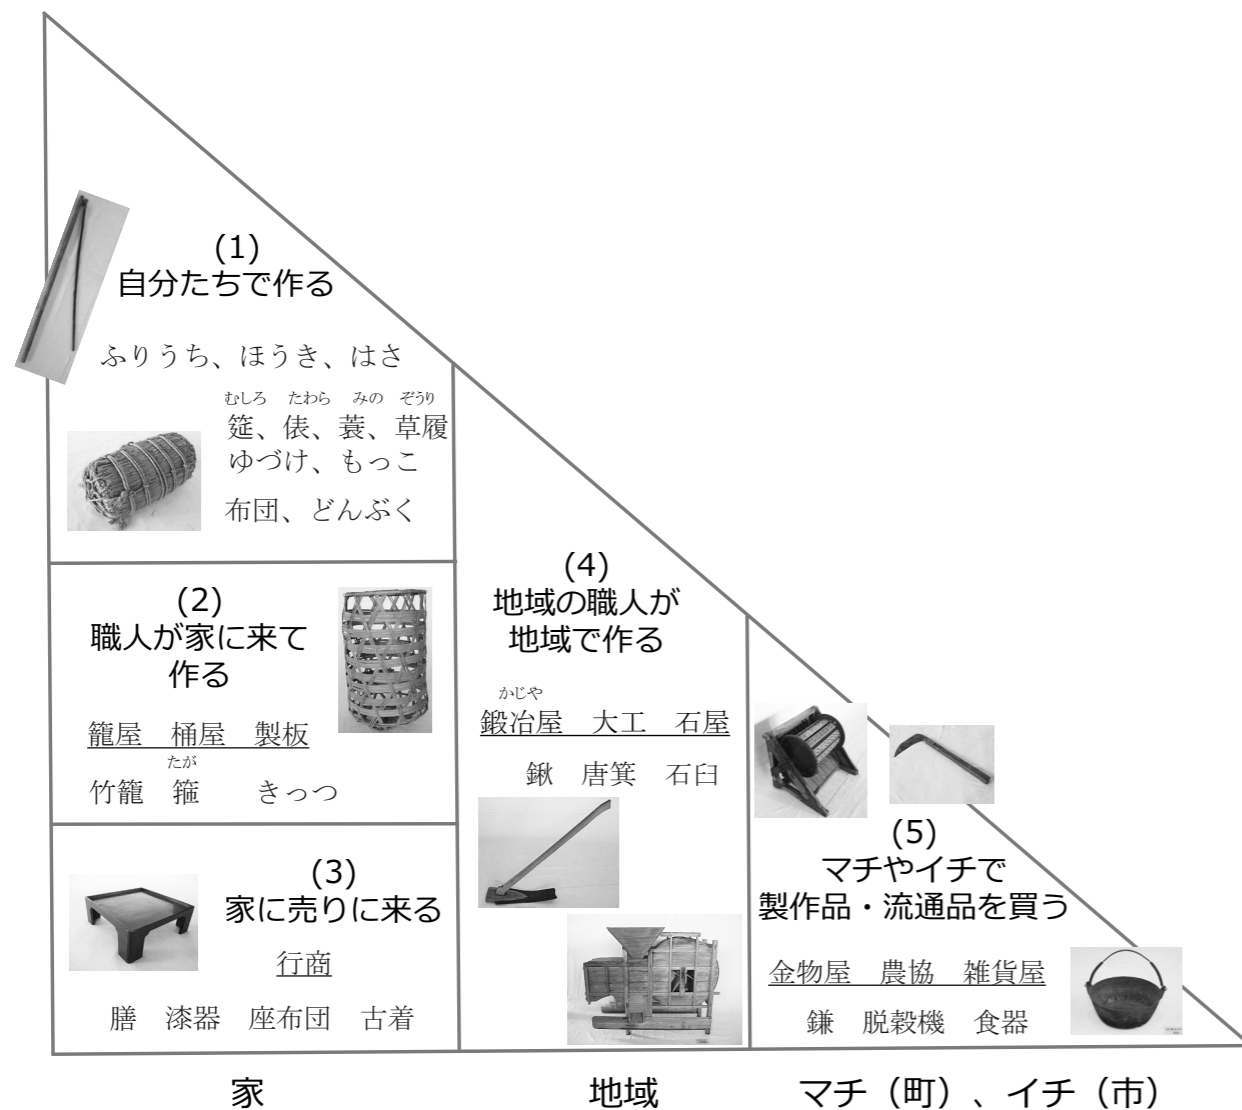 (1)
自分たちで作る
ふりうち、ほうき、はさ
むしろ たわら みの ぞうり
筵、俵、蓑、草履
ゆづけ、もっこ
布団、どんぶく
(2)
職人が家に来て
作る
籠屋 桶屋 製板
たが
竹籠 箍 きっつ
(3)
家に売りに来る
行商
膳 漆器 座布団 古着
(4)
地域の職人が
地域で作る
かじや
鍛冶屋 大工 石屋
鍬 唐箕 石臼
(5)
マチやイチで
製作品・流通品を買う
金物屋 農協 雑貨屋
鎌 脱穀機 食器
家 地域 マチ（町）、イチ（市）